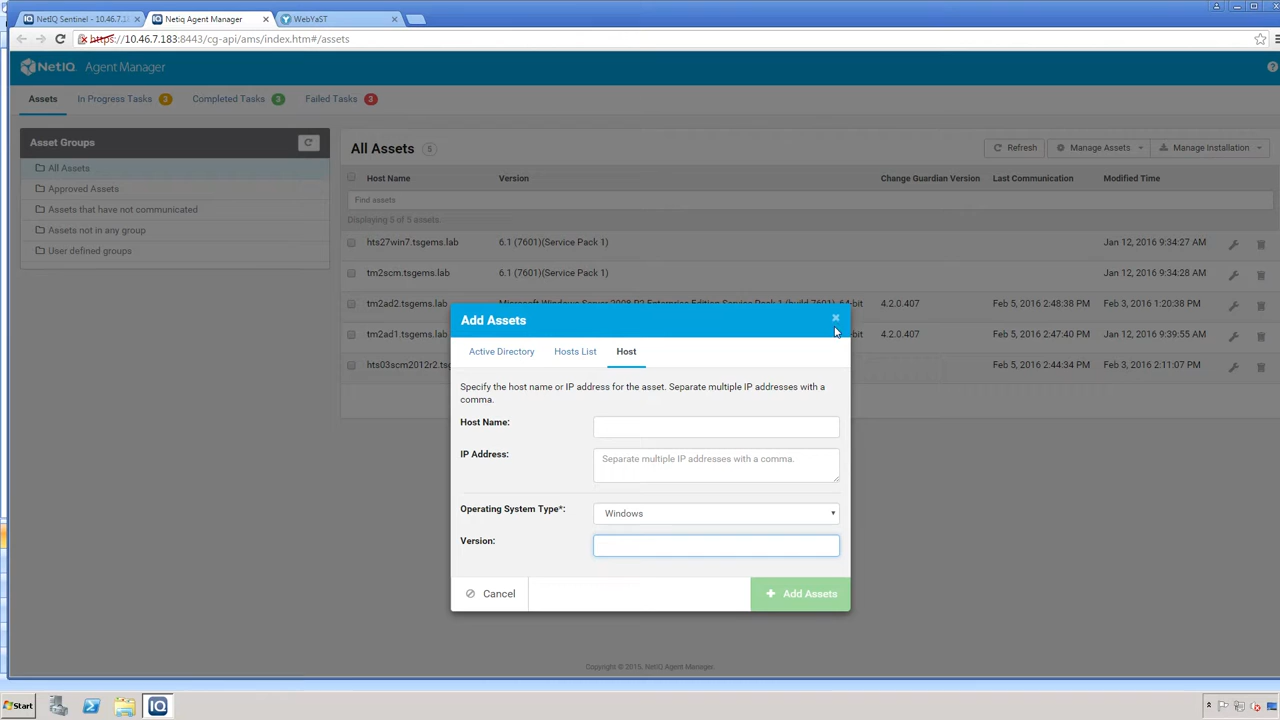 NetIQ Sentinel - 10.46.7.1
Netiq Agent Manager
WebYaST
https://10.46.7.183:8443/cg-api/ams/index.htm#/assets
NetIQ. Agent Manager
Assets
In Progress Tasks 3
Completed Tasks 3
Failed Tasks 3
Asset Groups
All Assets
Approved Assets
Assets that have not communicated
Assets not in any group
User defined groups
All Assets 5
Refresh
Manage Assets
Manage Installation
Host Name Version Change Guardian Version Last Communication Modified Time
Find assets
Displaying 5 of 5 assets.
hts27win7.tsgems.lab 6.1 (7601)(Service Pack 1) Jan 12, 2016 9:34:27 AM
tm2scm.tsgems.lab 6.1 (7601)(Service Pack 1) Jan 12, 2016 9:34:28 AM
tm2ad2.tsgems.lab Microsoft Windows Server 2008 R2 Enterprise Edition Service Pack 1 (build 7601), 64-bit 4.2.0.407 Feb 5, 2016 2:48:38 PM Feb 3, 2016 1:20:38 PM
tm2ad1.tsgems.lab -bit 4.2.0.407 Feb 5, 2016 2:47:40 PM Jan 12, 2016 9:39:55 AM
hts03scm2012r2.tsg Feb 5, 2016 2:44:34 PM Feb 3, 2016 2:11:07 PM
Add Assets
Active Directory
Hosts List
Host
Specify the host name or IP address for the asset. Separate multiple IP addresses with a
comma.
Host Name:
IP Address:
Separate multiple IP addresses with a comma.
Operating System Type*:
Windows
Version:
Cancel
Add Assets
Copyright © 2015. NetIQ Agent Manager.
Start